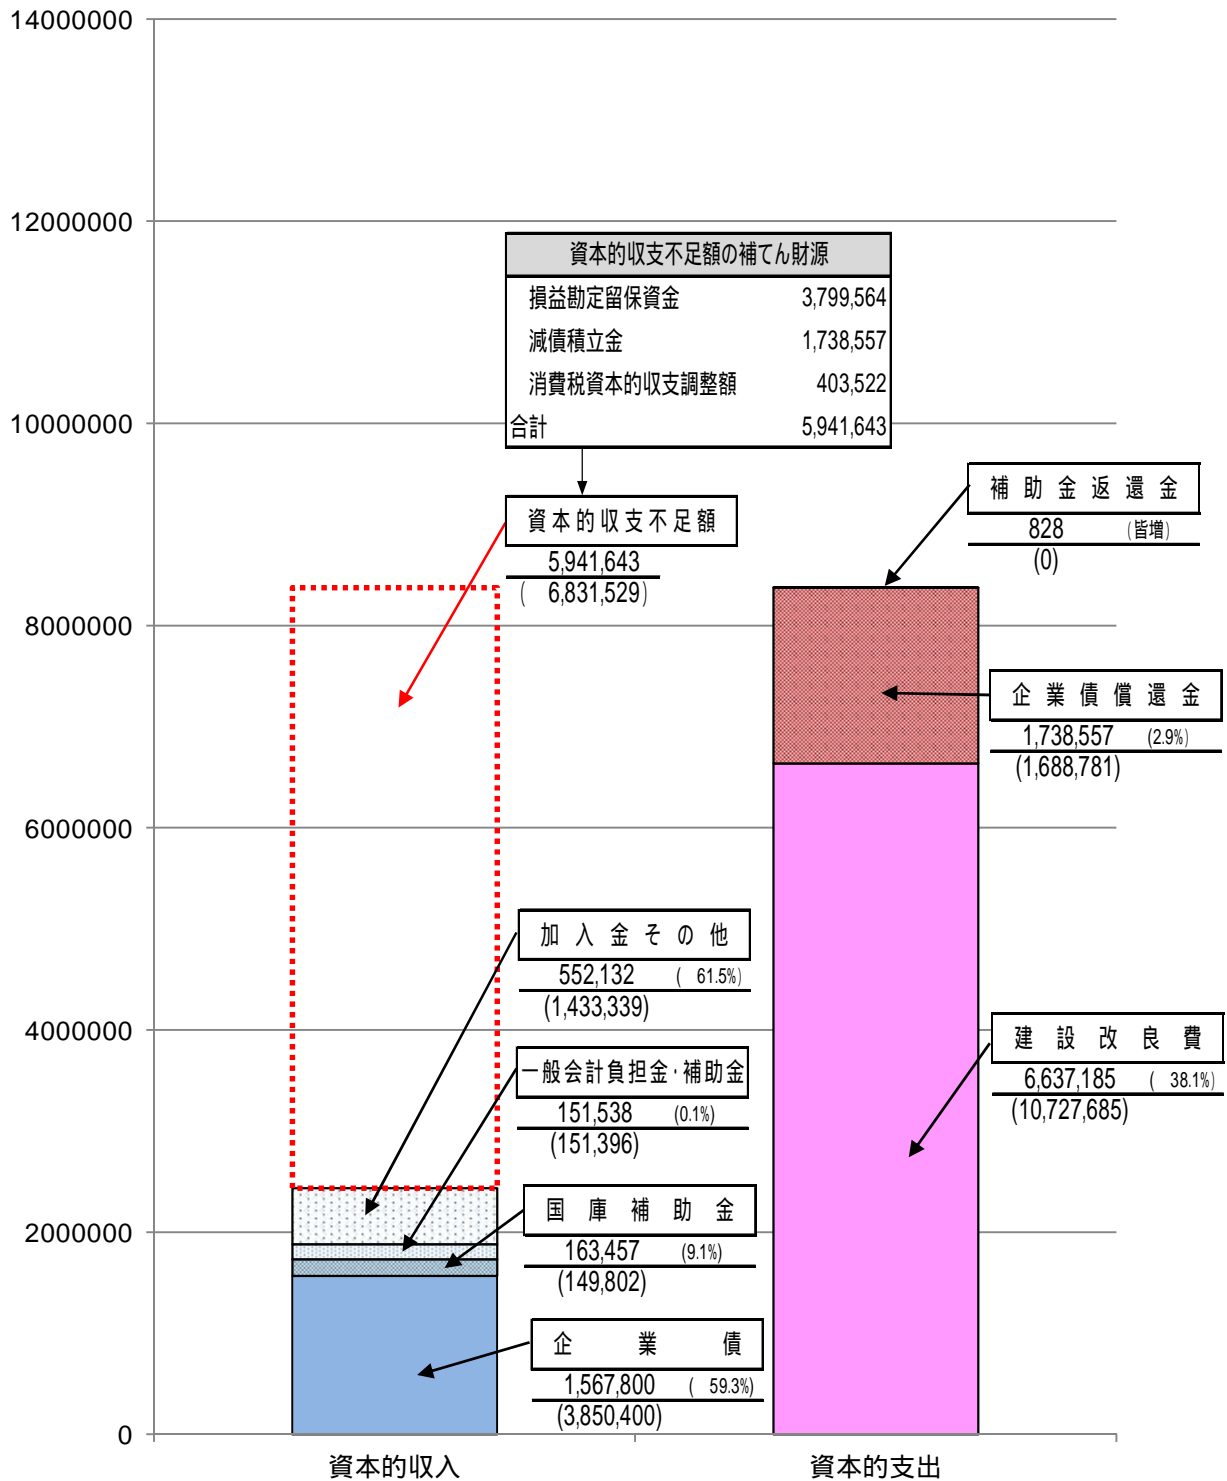 14000000
12000000
10000000
8000000
6000000
4000000
2000000
0
資本的収支不足額の補てん財源
損益勘定留保資金 3,799,564
減債積立金 1,738,557
消費税資本的収支調整額 403,522
合計 5,941,643
資本的収支不足額
5,941,643
( 6,831,529)
補助金返還金
828 (皆増)
(0)
企業債償還金
1,738,557 (2.9%)
(1,688,781)
加入金その他
552,132 ( 61.5%)
(1,433,339)
建設改良費
6,637,185 ( 38.1%)
(10,727,685)
一般会計負担金・補助金
151,538 (0.1%)
(151,396)
国庫補助金
163,457 (9.1%)
(149,802)
企業債
1,567,800 ( 59.3%)
(3,850,400)
資本的収入
資本的支出